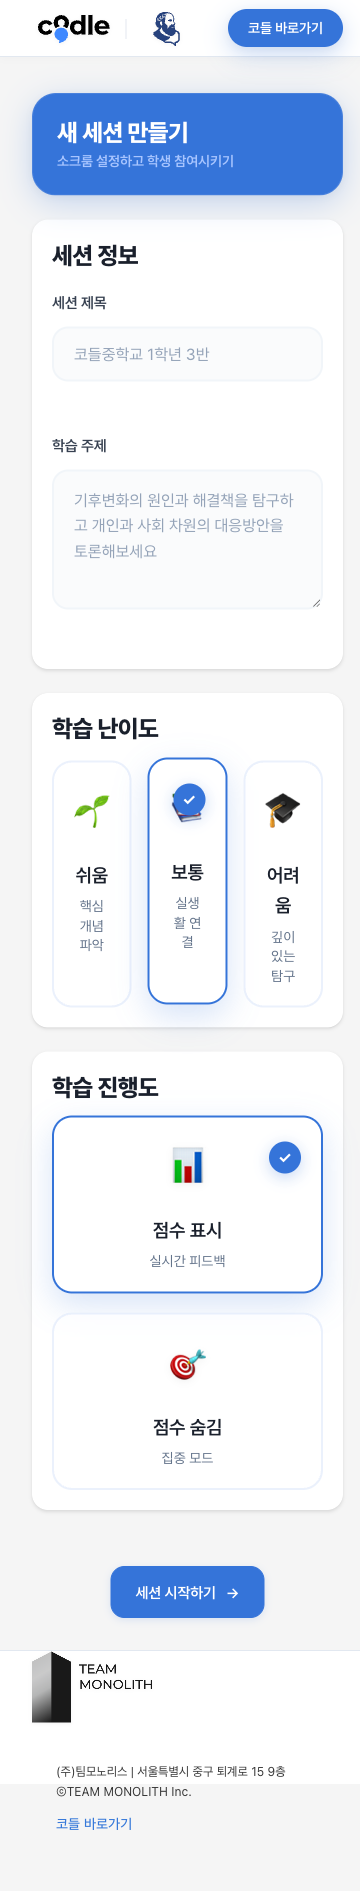 codle
코들 바로가기
새 세션 만들기
소크룸 설정하고 학생 참여시키기
세션 정보
세션 제목
코들중학교 1학년 3반
학습 주제
기후변화의 원인과 해결책을 탐구하
고 개인과 사회 차원의 대응방안을
토론해보세요
학습 난이도
쉬움
핵심
개념
파악
보통
실생
활 연
결
어려
움
깊이
있는
탐구
학습 진행도
점수 표시
실시간 피드백
점수 숨김
집중 모드
세션 시작하기 →
TEAM
MONOLITH
(주)팀모노리스 | 서울특별시 중구 퇴계로 15 9층
©TEAM MONOLITH Inc.
코들 바로가기